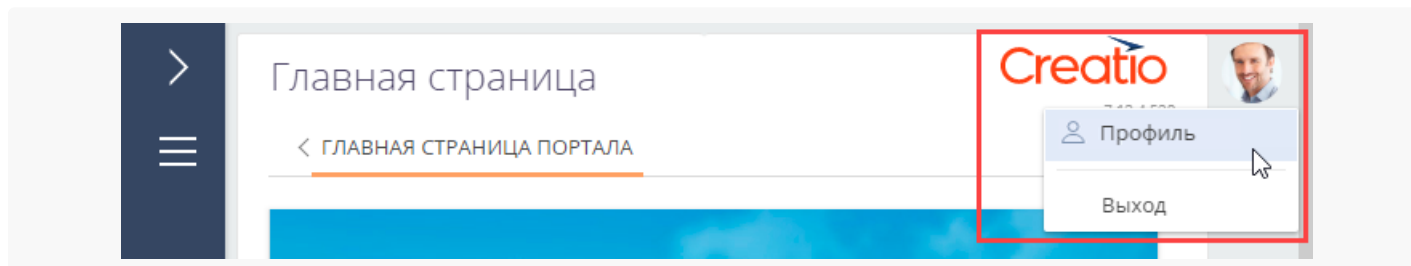 Главная страница
Creatio
ГЛАВНАЯ СТРАНИЦА ПОРТАЛА
Профиль
Выход